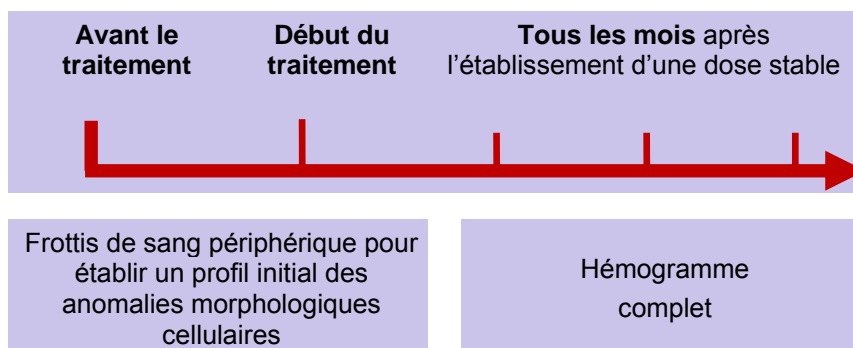 Avant le
traitement
Début du
traitement
Tous les mois après
l'établissement d'une dose stable
Frottis de sang périphérique pour
établir un profil initial des
anomalies morphologiques
cellulaires
Hémogramme
complet